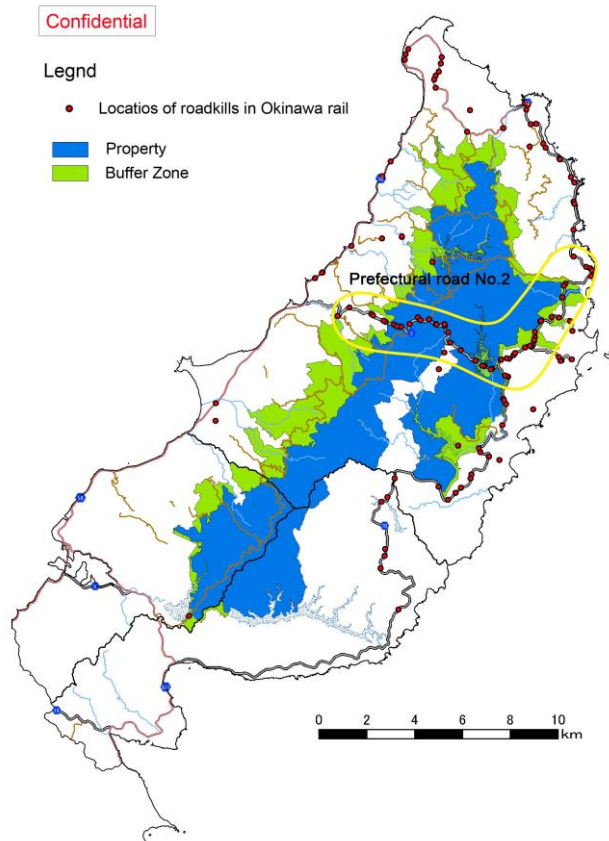 Confidential
Legnd
Locatios of roadkills in Okinawa rail
Property
Buffer Zone
Prefectural road No.2
0 2 4 6 8 10
km